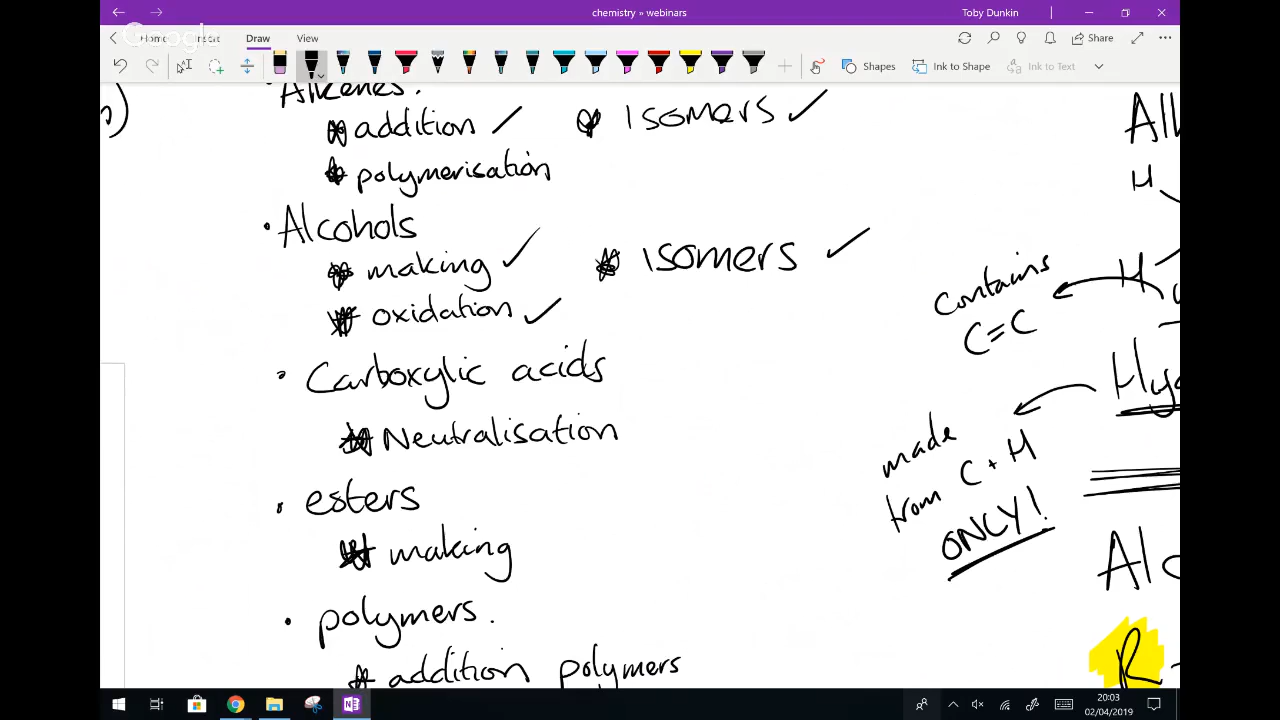 chemistry » webinars
Toby Dunkin
Google
Home
Insert
Draw
View
Share
Shapes
Ink to Shape
Ink to Text
Alkenes.
addition ✓
Isomers ✓
polymerisation
• Alcohols
making ✓
Isomers ✓
oxidation ✓
• Carboxylic acids
Neutralisation
• esters
making
• polymers.
addition polymers
contains
C=C
made
from C + H
ONLY!
H
H
Hy
R
20:03
02/04/2019